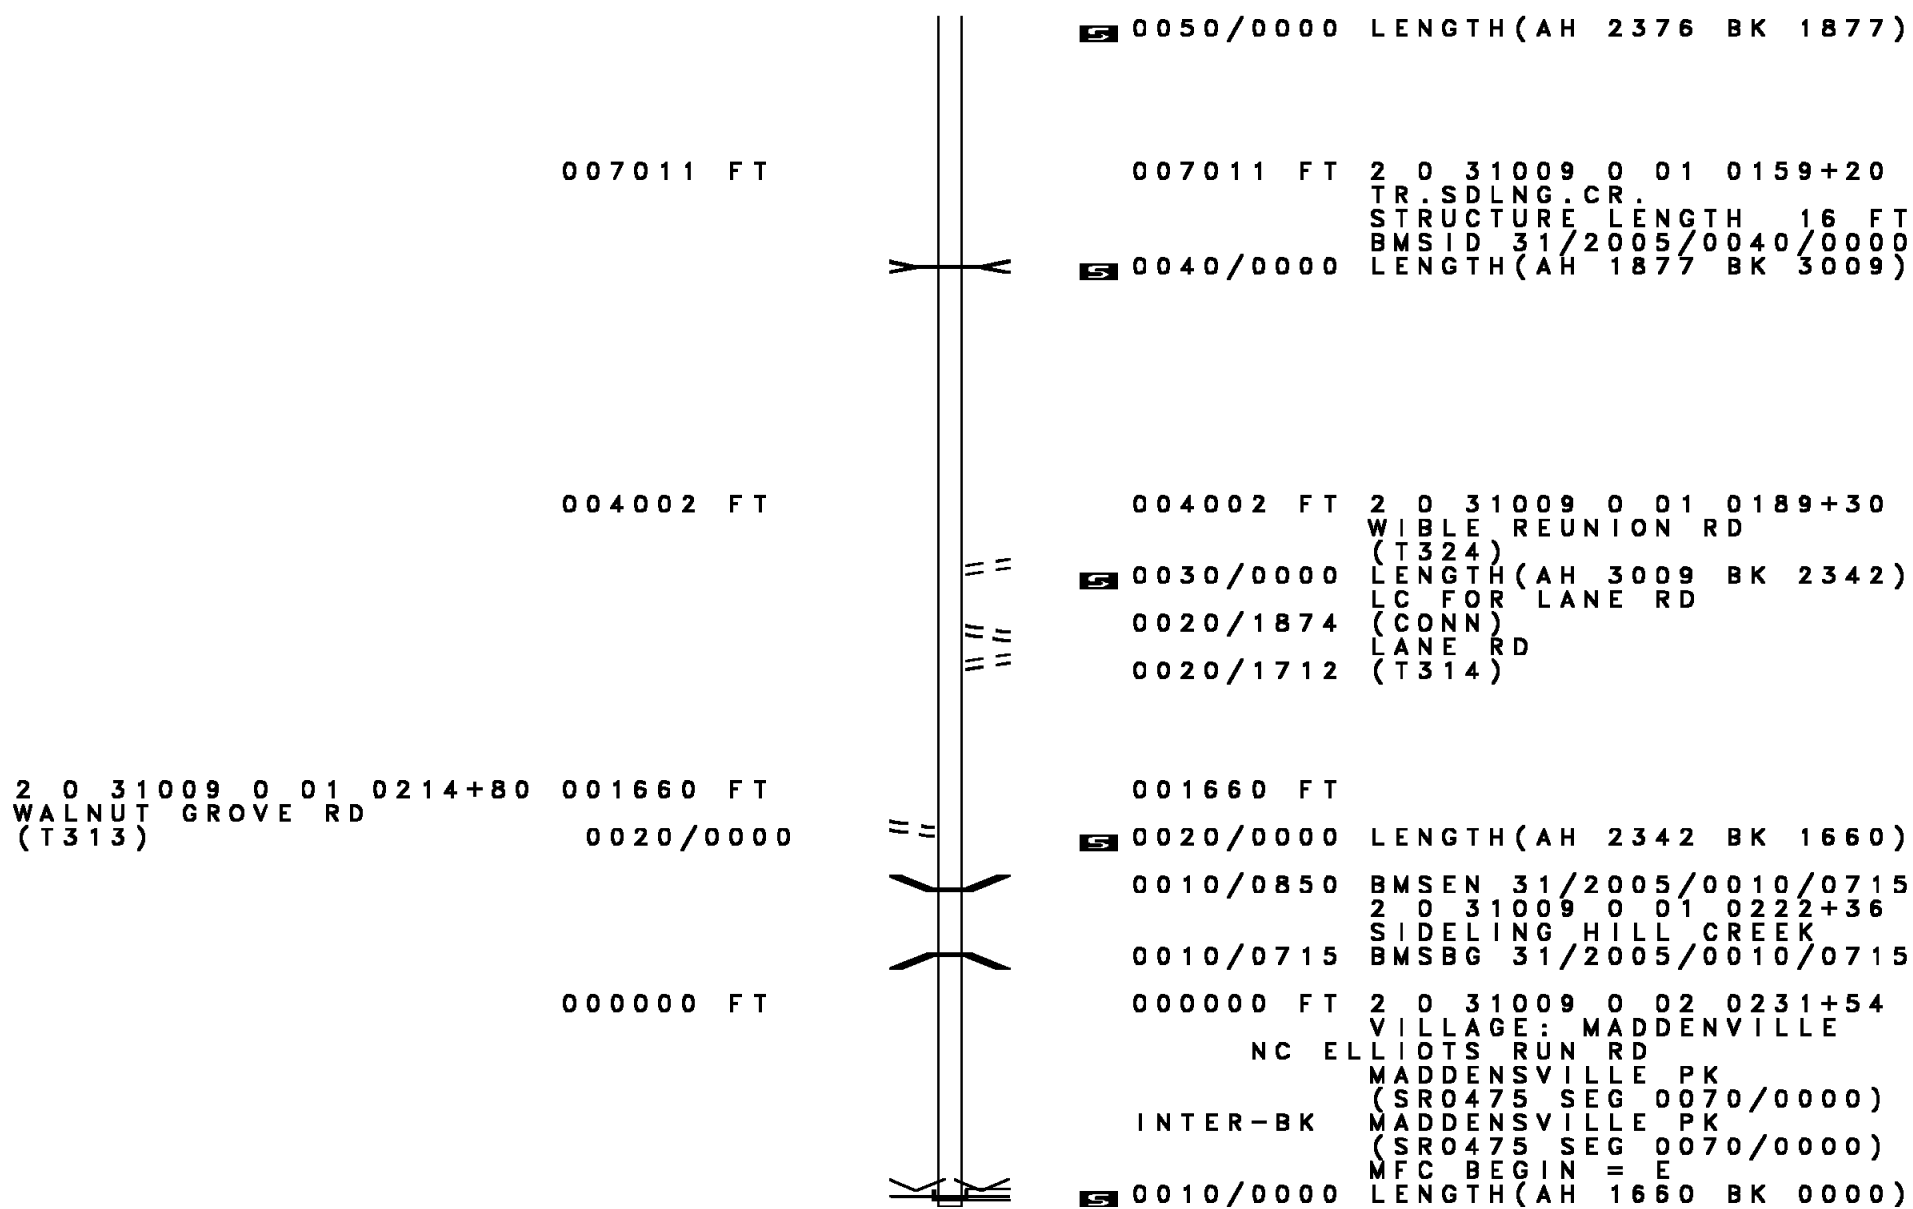 0050/0000 LENGTH(AH 2376 BK 1877)
007011 FT 007011 FT 2 0 31009 0 01 0159+20
TR.SDLNG.CR.
STRUCTURE LENGTH 16 FT
BMSID 31/2005/0040/0000
S 0040/0000 LENGTH(AH 1877 BK 3009)
004002 FT 004002 FT 2 0 31009 0 01 0189+30
WIBLE REUNION RD
(T324)
S 0030/0000 LENGTH(AH 3009 BK 2342)
LC FOR LANE RD
0020/1874 (CONN)
LANE RD
0020/1712 (T314)
2 0 31009 0 01 0214+80 001660 FT 001660 FT
WALNUT GROVE RD
(T313) 0020/0000 S 0020/0000 LENGTH(AH 2342 BK 1660)
0010/0850 BMSEN 31/2005/0010/0715
2 0 31009 0 01 0222+36
SIDELING HILL CREEK
0010/0715 BMSBG 31/2005/0010/0715
000000 FT 000000 FT 2 0 31009 0 02 0231+54
VILLAGE: MADDENVILLE
NC ELLIOTS RUN RD
MADDENSVILLE PK
(SR0475 SEG 0070/0000)
INTER-BK MADDENSVILLE PK
(SR0475 SEG 0070/0000)
MFC BEGIN = E
S 0010/0000 LENGTH(AH 1660 BK 0000)